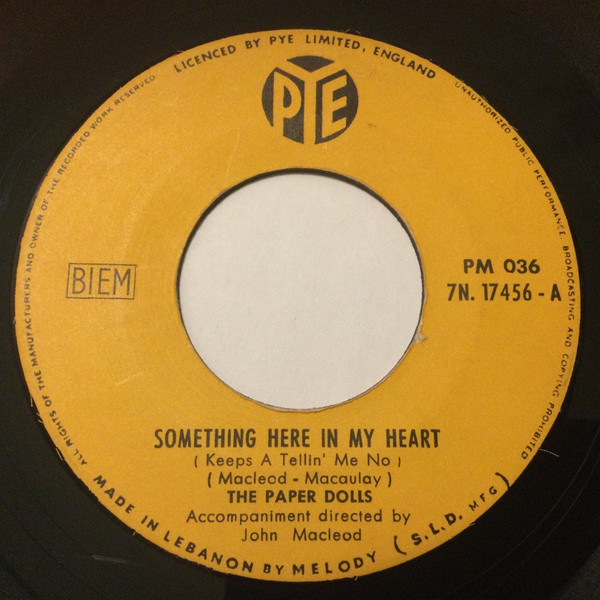 LICENCED BY PYE LIMITED, ENGLAND
UNAUTHORIZED PUBLIC PERFORMANCE, BROADCASTING AND COPYING PROHIBITED
ALL RIGHTS OF THE MANUFACTURERS AND OWNER OF THE RECORDED WORK RESERVED
PYE
BIEM
PM 036
7N. 17456 - A
SOMETHING HERE IN MY HEART
( Keeps A Tellin' Me No )
( Macleod - Macaulay )
THE PAPER DOLLS
Accompaniment directed by
John Macleod
MADE IN LEBANON BY MELODY ( S.L.D. MFG )